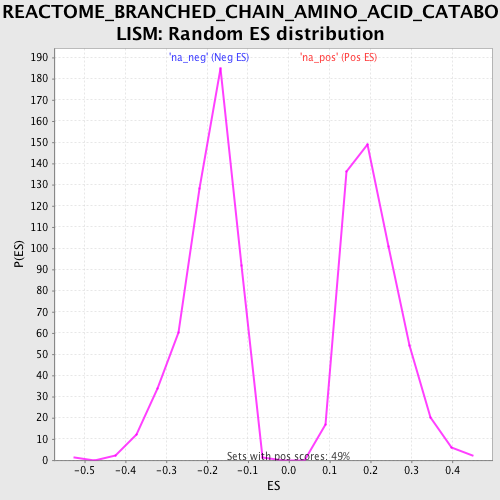 REACTOME_BRANCHED_CHAIN_AMINO_ACID_CATABO
LISM: Random ES distribution
'na_neg' (Neg ES) 'na_pos' (Pos ES)
190
180
170
160
150
140
130
120
110
100
90
80
70
60
50
40
30
20
10
0
P(ES)
Sets with pos scores: 49%
-0.5 -0.4 -0.3 -0.2 -0.1 0.0 0.1 0.2 0.3 0.4
ES